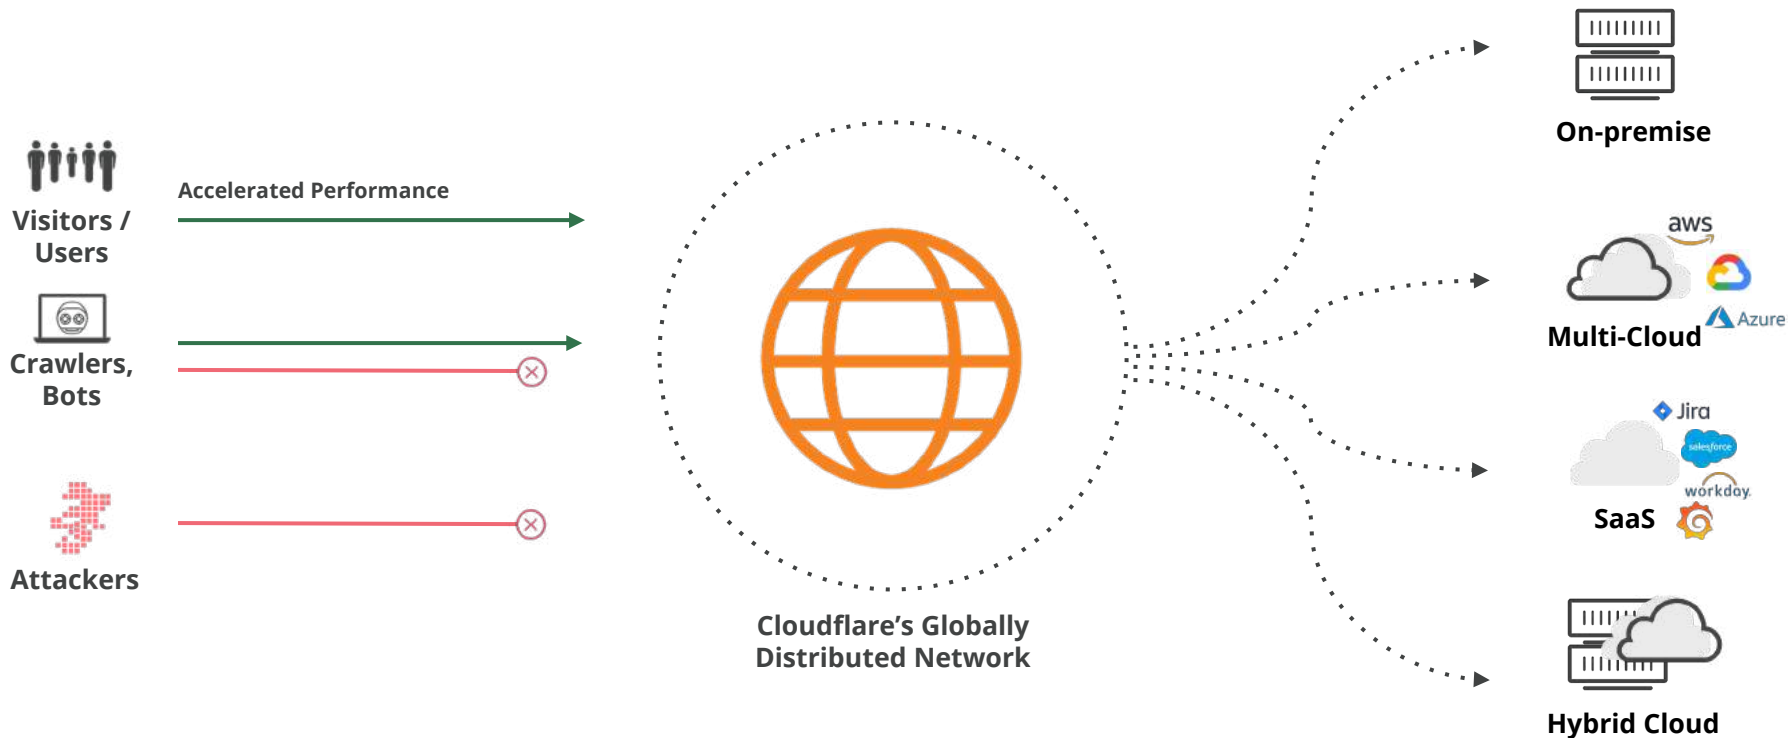 Visitors /
Users
Accelerated Performance
Crawlers,
Bots
Attackers
Cloudflare’s Globally
Distributed Network
On-premise
aws
Azure
Multi-Cloud
Jira
salesforce
workday.
SaaS
Hybrid Cloud